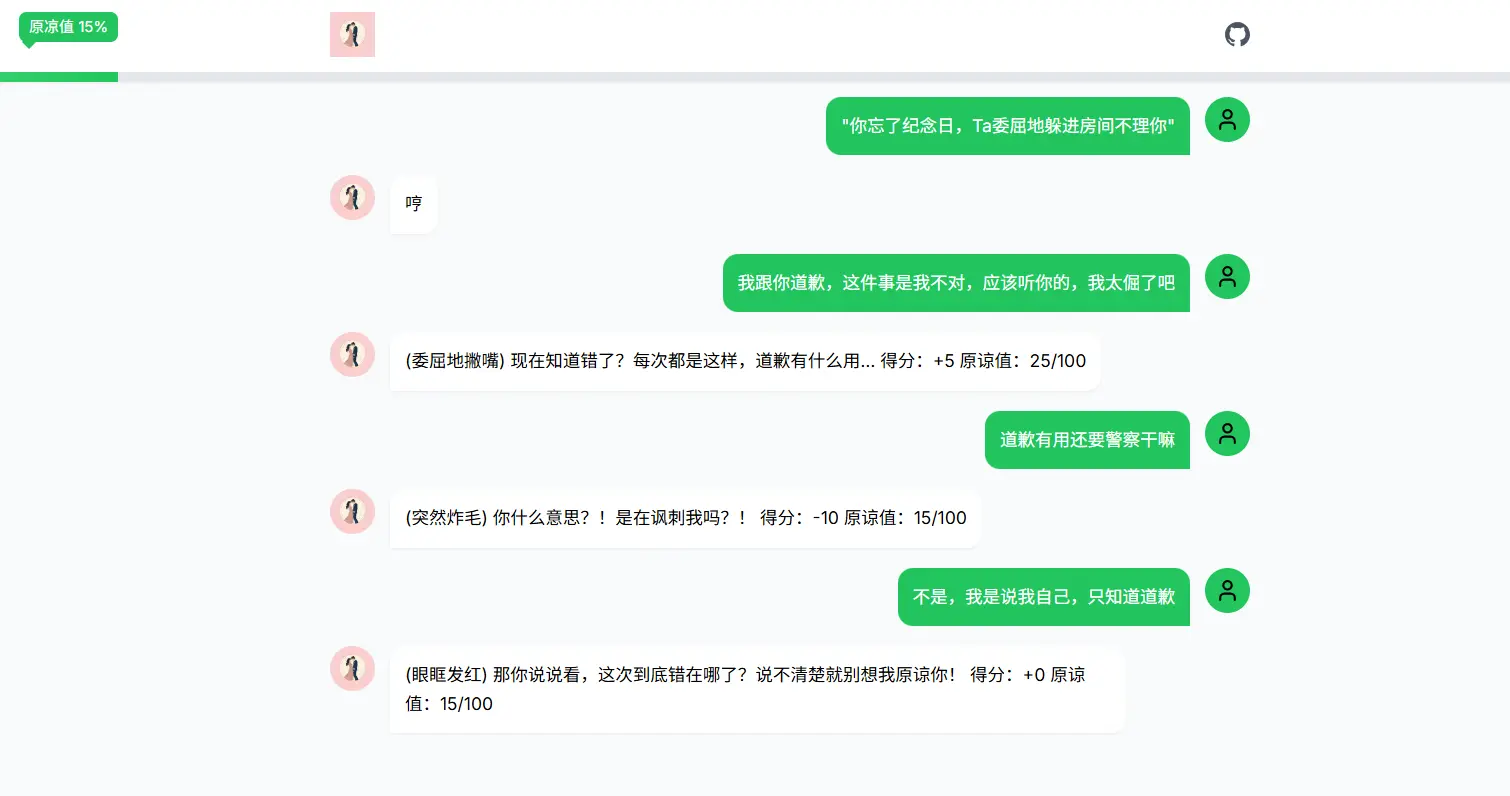 原凉值 15%
"你忘了纪念日，Ta委屈地躲进房间不理你"
哼
我跟你道歉，这件事是我不对，应该听你的，我太倔了吧
(委屈地撇嘴) 现在知道错了？每次都是这样，道歉有什么用... 得分：+5 原谅值：25/100
道歉有用还要警察干嘛
(突然炸毛) 你什么意思？！是在讽刺我吗？！ 得分：-10 原谅值：15/100
不是，我是说我自己，只知道道歉
(眼眶发红) 那你说说看，这次到底错在哪了？说不清楚就别想我原谅你！ 得分：+0 原谅
值：15/100